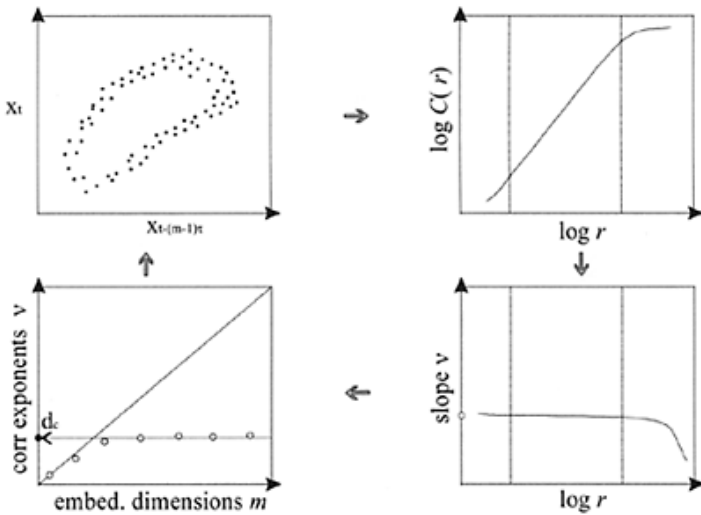 Xt
Xt-(m-1)τ
log C( r)
log r
corr exponents ν
dc
embed. dimensions m
slope ν
log r